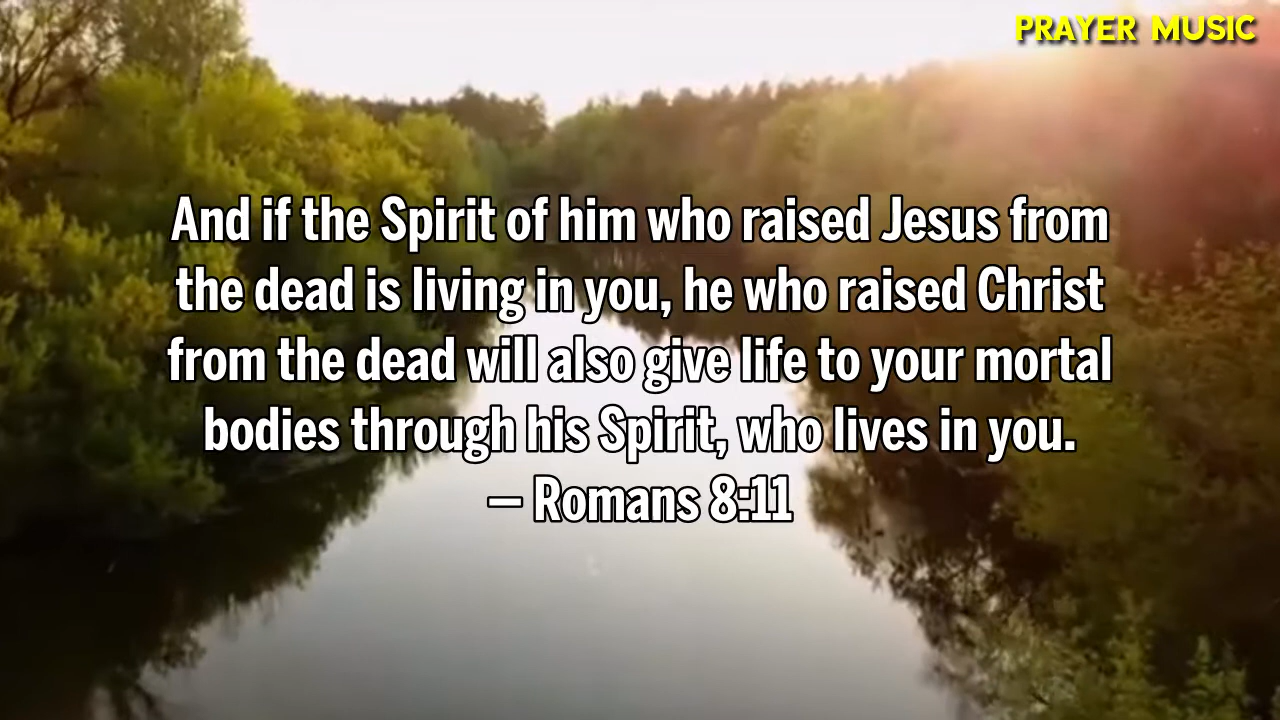 PRAYER MUSIC
And if the Spirit of him who raised Jesus from
the dead is living in you, he who raised Christ
from the dead will also give life to your mortal
bodies through his Spirit, who lives in you.
– Romans 8:11